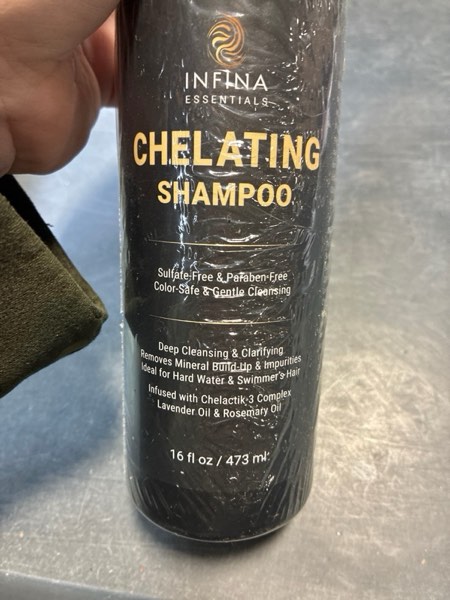 INFINA
ESSENTIALS
CHELATING
SHAMPOO
Sulfate-Free & Paraben-Free
Color-Safe & Gentle Cleansing
Deep Cleansing & Clarifying
Removes Mineral Build-Up & Impurities
Ideal for Hard Water & Swimmer's Hair
Infused with Chelactik-3 Complex
Lavender Oil & Rosemary Oil
16 fl oz / 473 ml